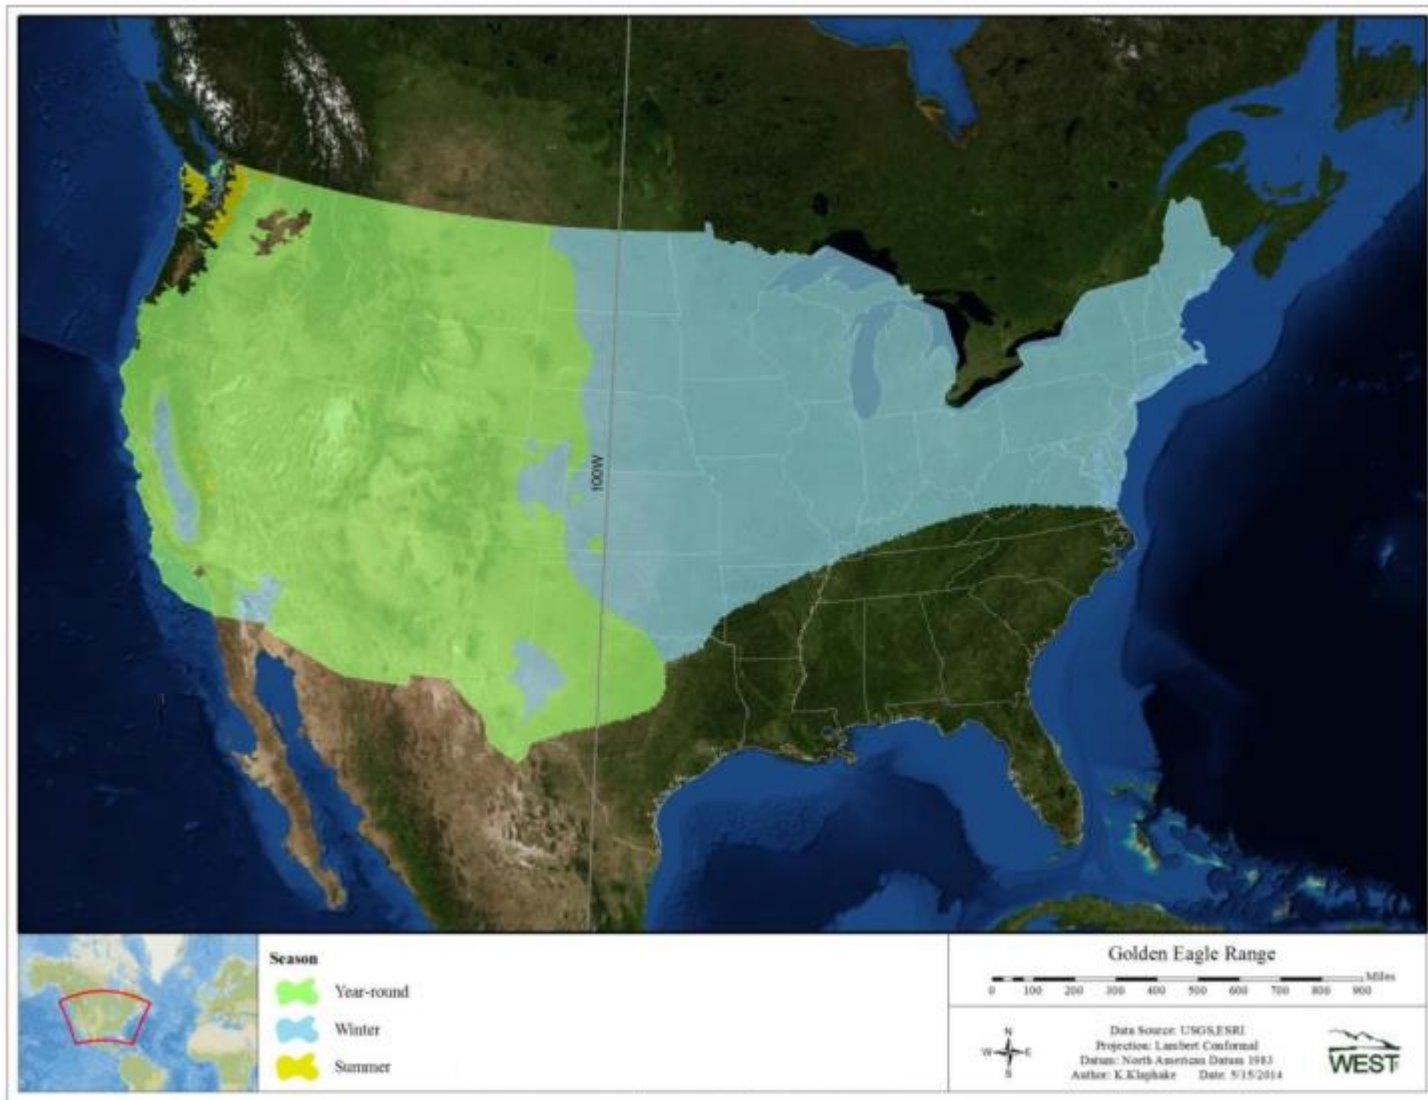 100W
Season
Year-round
Winter
Summer
Golden Eagle Range
Miles
0 100 200 300 400 500 600 700 800 900
N
W E
S
Data Source: USGS,ESRI
Projection: Lambert Conformal
Datum: North American Datum 1983
Author: K.Klaphake Date: 5/15/2014
WEST